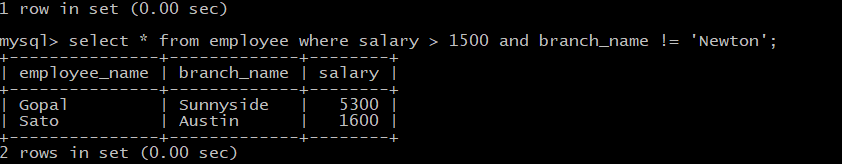 1 row in set (0.00 sec)
mysql> select * from employee where salary > 1500 and branch_name != 'Newton';
+---------------+-------------+--------+
| employee_name | branch_name | salary |
+---------------+-------------+--------+
| Gopal         | Sunnyside   |   5300 |
| Sato          | Austin      |   1600 |
+---------------+-------------+--------+
2 rows in set (0.00 sec)